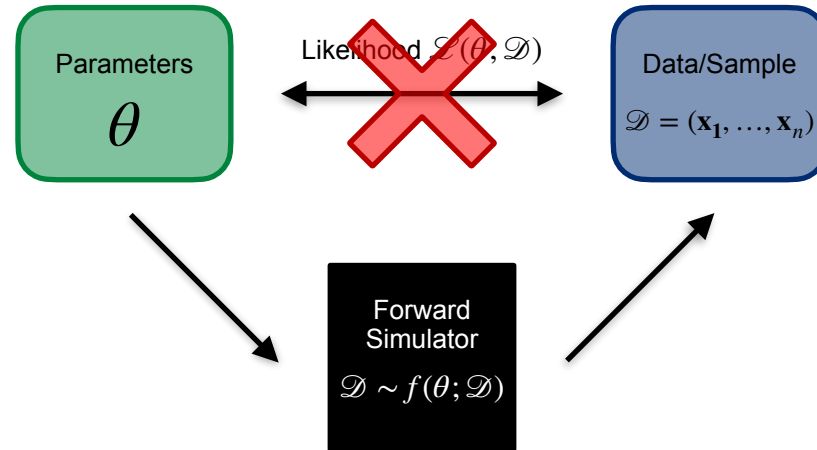 Likelihood ℒ(θ; 𝒟)
Parameters
θ
Data/Sample
𝒟 = (𝐱𝟏, …, 𝐱ₙ)
Forward
Simulator
𝒟 ∼ f(θ; 𝒟)